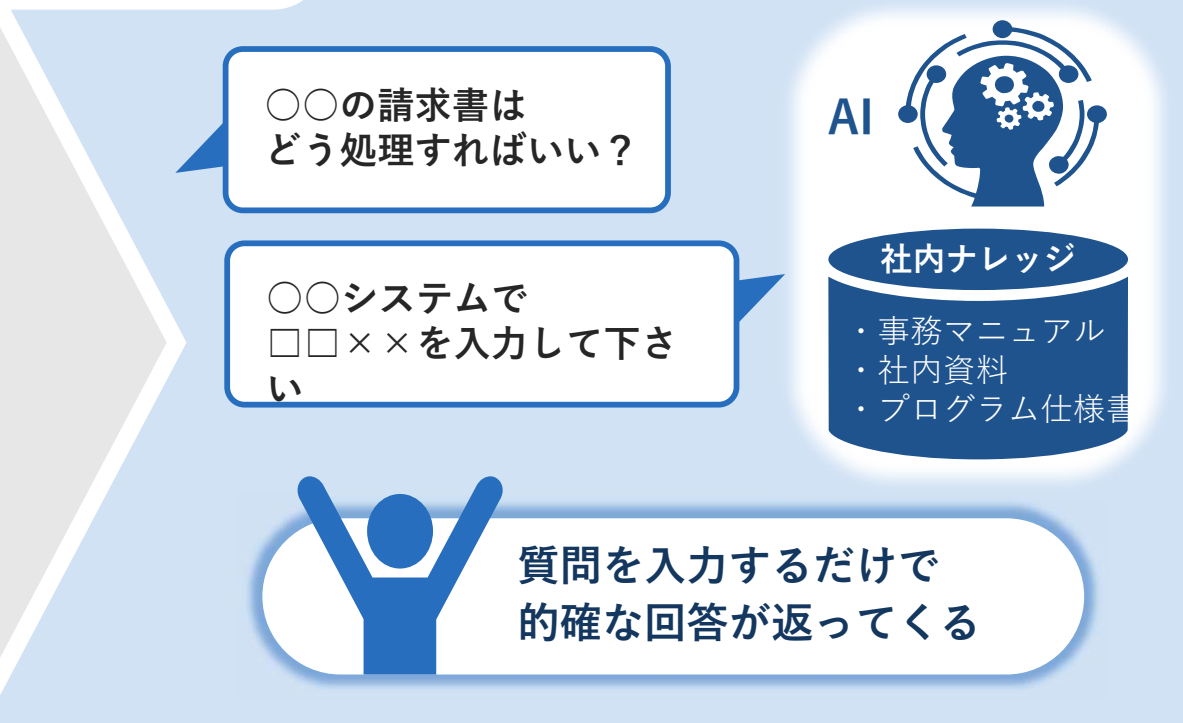 ○○の請求書は
どう処理すればいい？
AI
○○システムで
□□××を入力して下さ
い
社内ナレッジ
・事務マニュアル
・社内資料
・プログラム仕様書
質問を入力するだけで
的確な回答が返ってくる